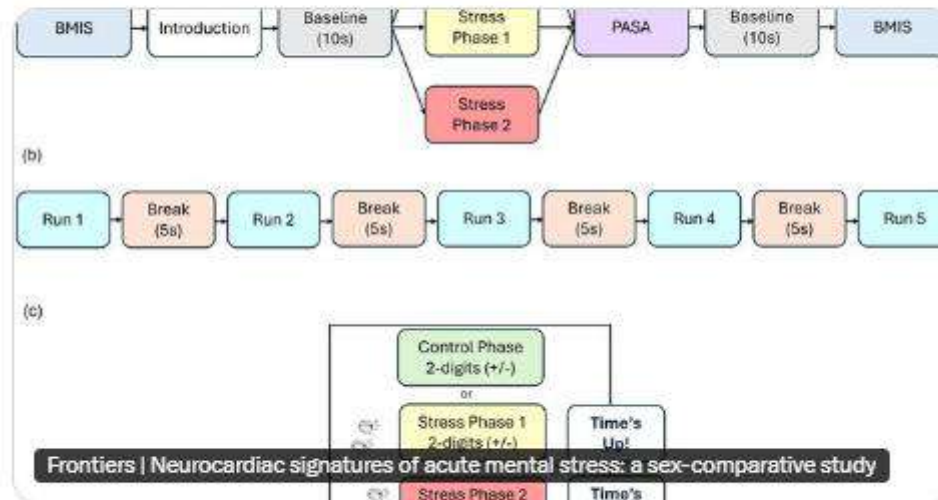 BMIS
Introduction
Baseline
(10s)
Stress
Phase 1
Stress
Phase 2
PASA
Baseline
(10s)
BMIS
(b)
Run 1
Break
(5s)
Run 2
Break
(5s)
Run 3
Break
(5s)
Run 4
Break
(5s)
Run 5
(c)
Control Phase
2-digits (+/-)
or
Stress Phase 1
2-digits (+/-)
Time's
Up!
Frontiers | Neurocardiac signatures of acute mental stress: a sex-comparative study
Stress Phase 2
Time's